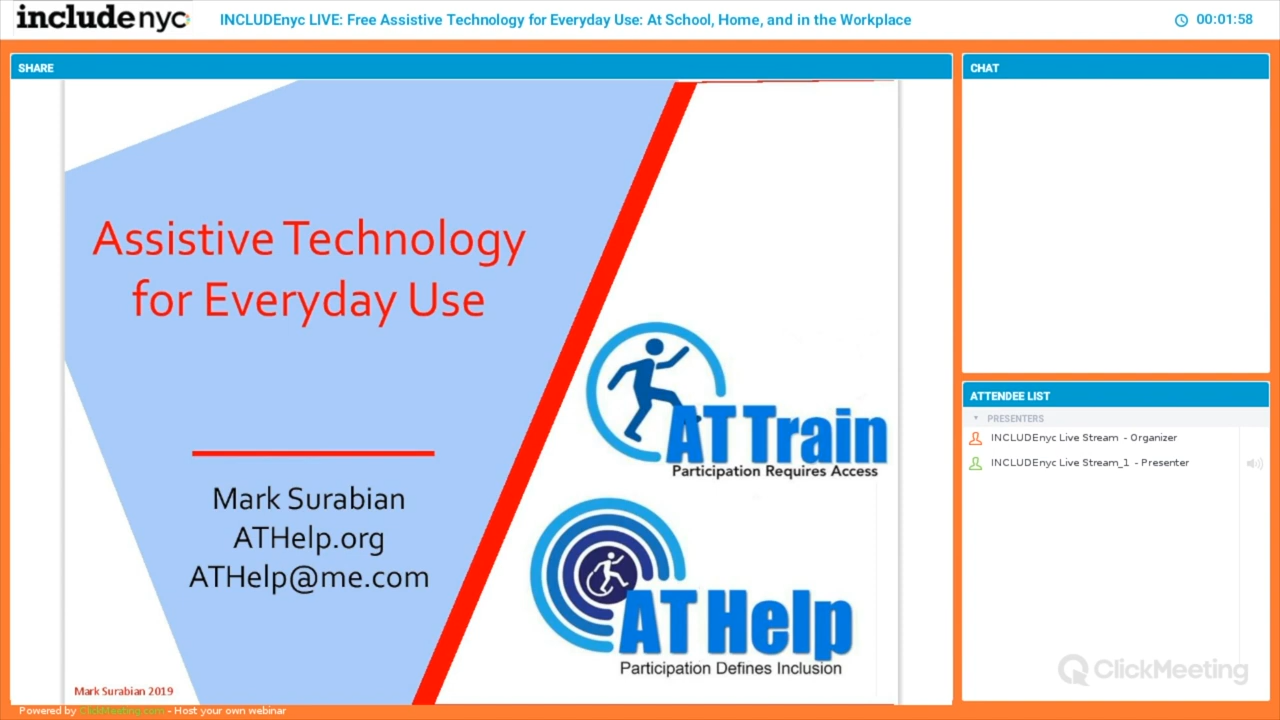 includenyc
INCLUDEnyc LIVE: Free Assistive Technology for Everyday Use: At School, Home, and in the Workplace
00:01:58
SHARE
Assistive Technology
for Everyday Use
Mark Surabian
ATHelp.org
ATHelp@me.com
Mark Surabian 2019
AT Train
Participation Requires Access
AT Help
Participation Defines Inclusion
CHAT
ATTENDEE LIST
PRESENTERS
INCLUDEnyc Live Stream - Organizer
INCLUDEnyc Live Stream_1 - Presenter
ClickMeeting
Powered by ClickMeeting.com - Host your own webinar